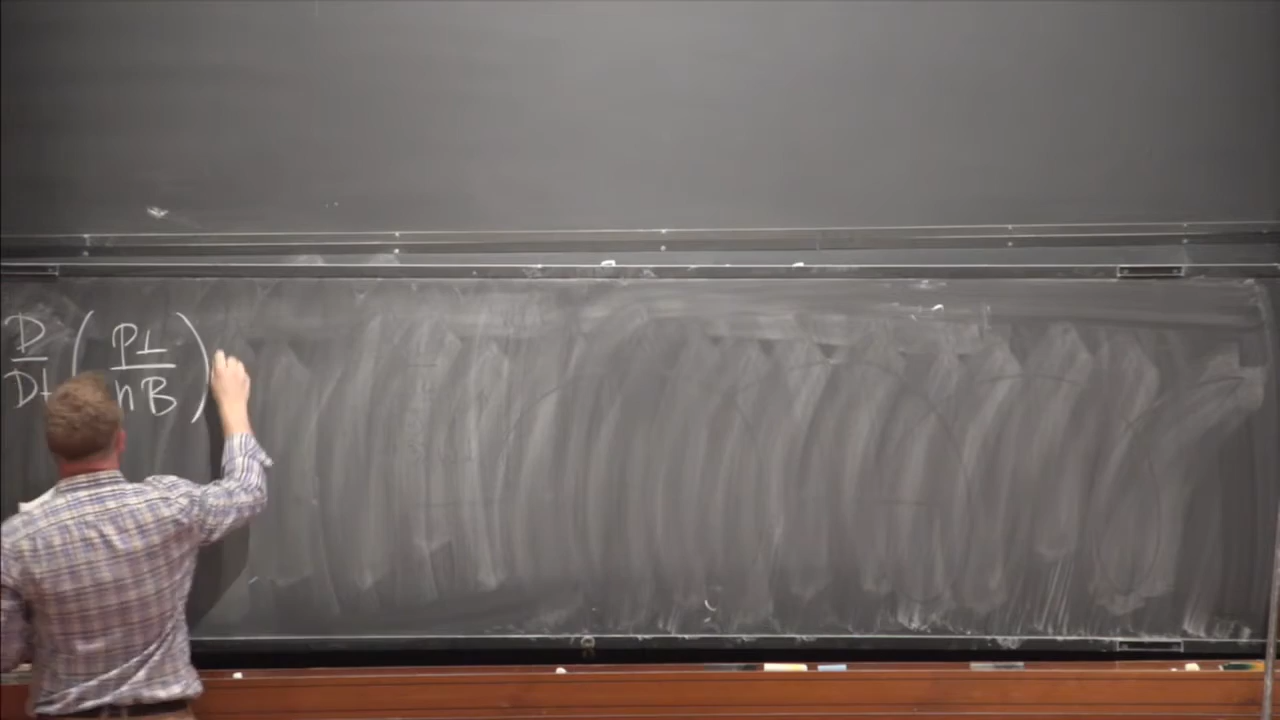 D/Dt ( P⊥ / nB )